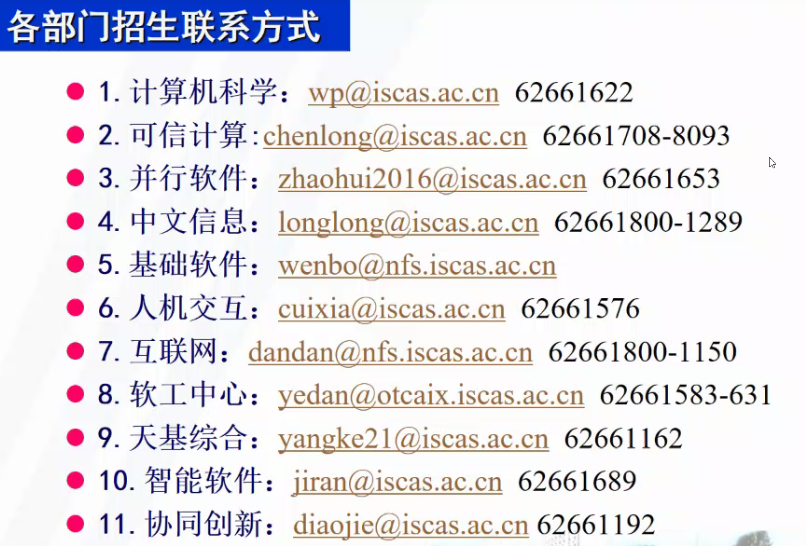 各部门招生联系方式
1.计算机科学：wp@iscas.ac.cn 62661622
2.可信计算:chenlong@iscas.ac.cn 62661708-8093
3.并行软件：zhaohui2016@iscas.ac.cn 62661653
4.中文信息：longlong@iscas.ac.cn 62661800-1289
5.基础软件：wenbo@nfs.iscas.ac.cn
6.人机交互：cuixia@iscas.ac.cn 62661576
7.互联网：dandan@nfs.iscas.ac.cn 62661800-1150
8.软工中心：yedan@otcaix.iscas.ac.cn 62661583-631
9.天基综合：yangke21@iscas.ac.cn 62661162
10.智能软件：jiran@iscas.ac.cn 62661689
11.协同创新：diaojie@iscas.ac.cn 62661192